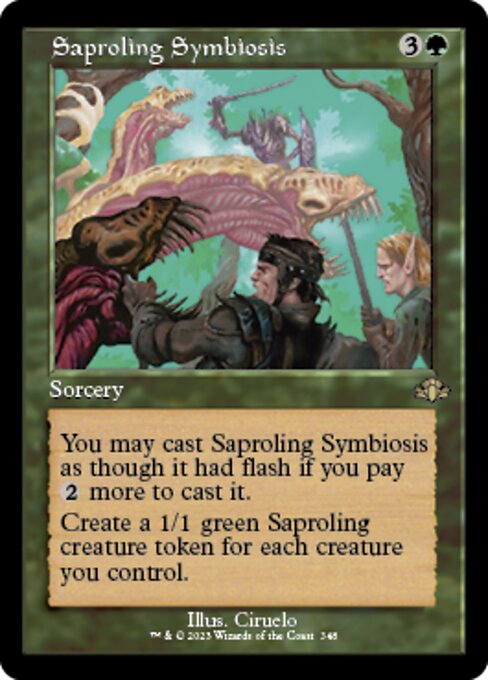 Saproling Symbiosis 3
Sorcery
You may cast Saproling Symbiosis
as though it had flash if you pay
2 more to cast it.
Create a 1/1 green Saproling
creature token for each creature
you control.
Illus. Ciruelo
™ & © 2023 Wizards of the Coast 348